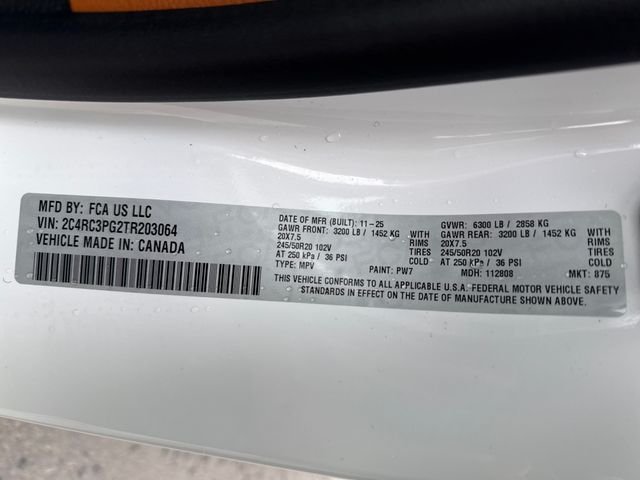 MFD BY: FCA US LLC
VIN: 2C4RC3PG2TR203064
VEHICLE MADE IN: CANADA
DATE OF MFR (BUILT): 11-25 GVWR: 6300 LB / 2858 KG
GAWR FRONT: 3200 LB / 1452 KG WITH GAWR REAR: 3200 LB / 1452 KG WITH
20X7.5 RIMS 20X7.5 RIMS
245/50R20 102V TIRES 245/50R20 102V TIRES
AT 250 kPa / 36 PSI COLD AT 250 KPa / 36 PSI COLD
TYPE: MPV PAINT: PW7 MDH: 112808 MKT: 875
THIS VEHICLE CONFORMS TO ALL APPLICABLE U.S.A. FEDERAL MOTOR VEHICLE SAFETY
STANDARDS IN EFFECT ON THE DATE OF MANUFACTURE SHOWN ABOVE.